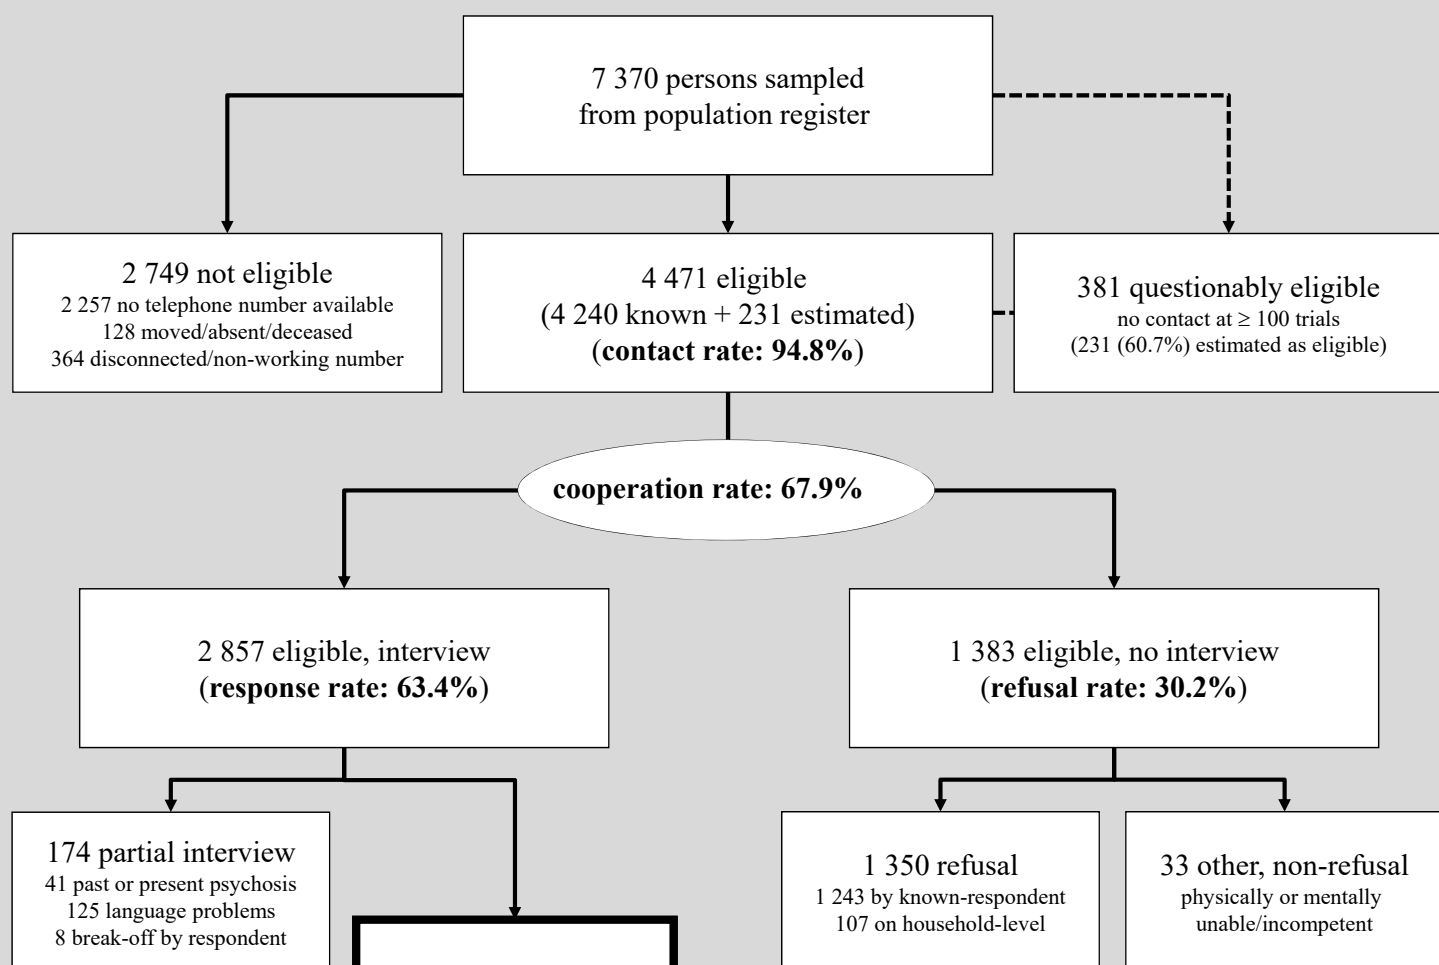 7 370 persons sampled
from population register
2 749 not eligible
2 257 no telephone number available
128 moved/absent/deceased
364 disconnected/non-working number
4 471 eligible
(4 240 known + 231 estimated)
(contact rate: 94.8%)
381 questionably eligible
no contact at ≥ 100 trials
(231 (60.7%) estimated as eligible)
cooperation rate: 67.9%
2 857 eligible, interview
(response rate: 63.4%)
1 383 eligible, no interview
(refusal rate: 30.2%)
174 partial interview
41 past or present psychosis
125 language problems
8 break-off by respondent
1 350 refusal
1 243 by known-respondent
107 on household-level
33 other, non-refusal
physically or mentally
unable/incompetent